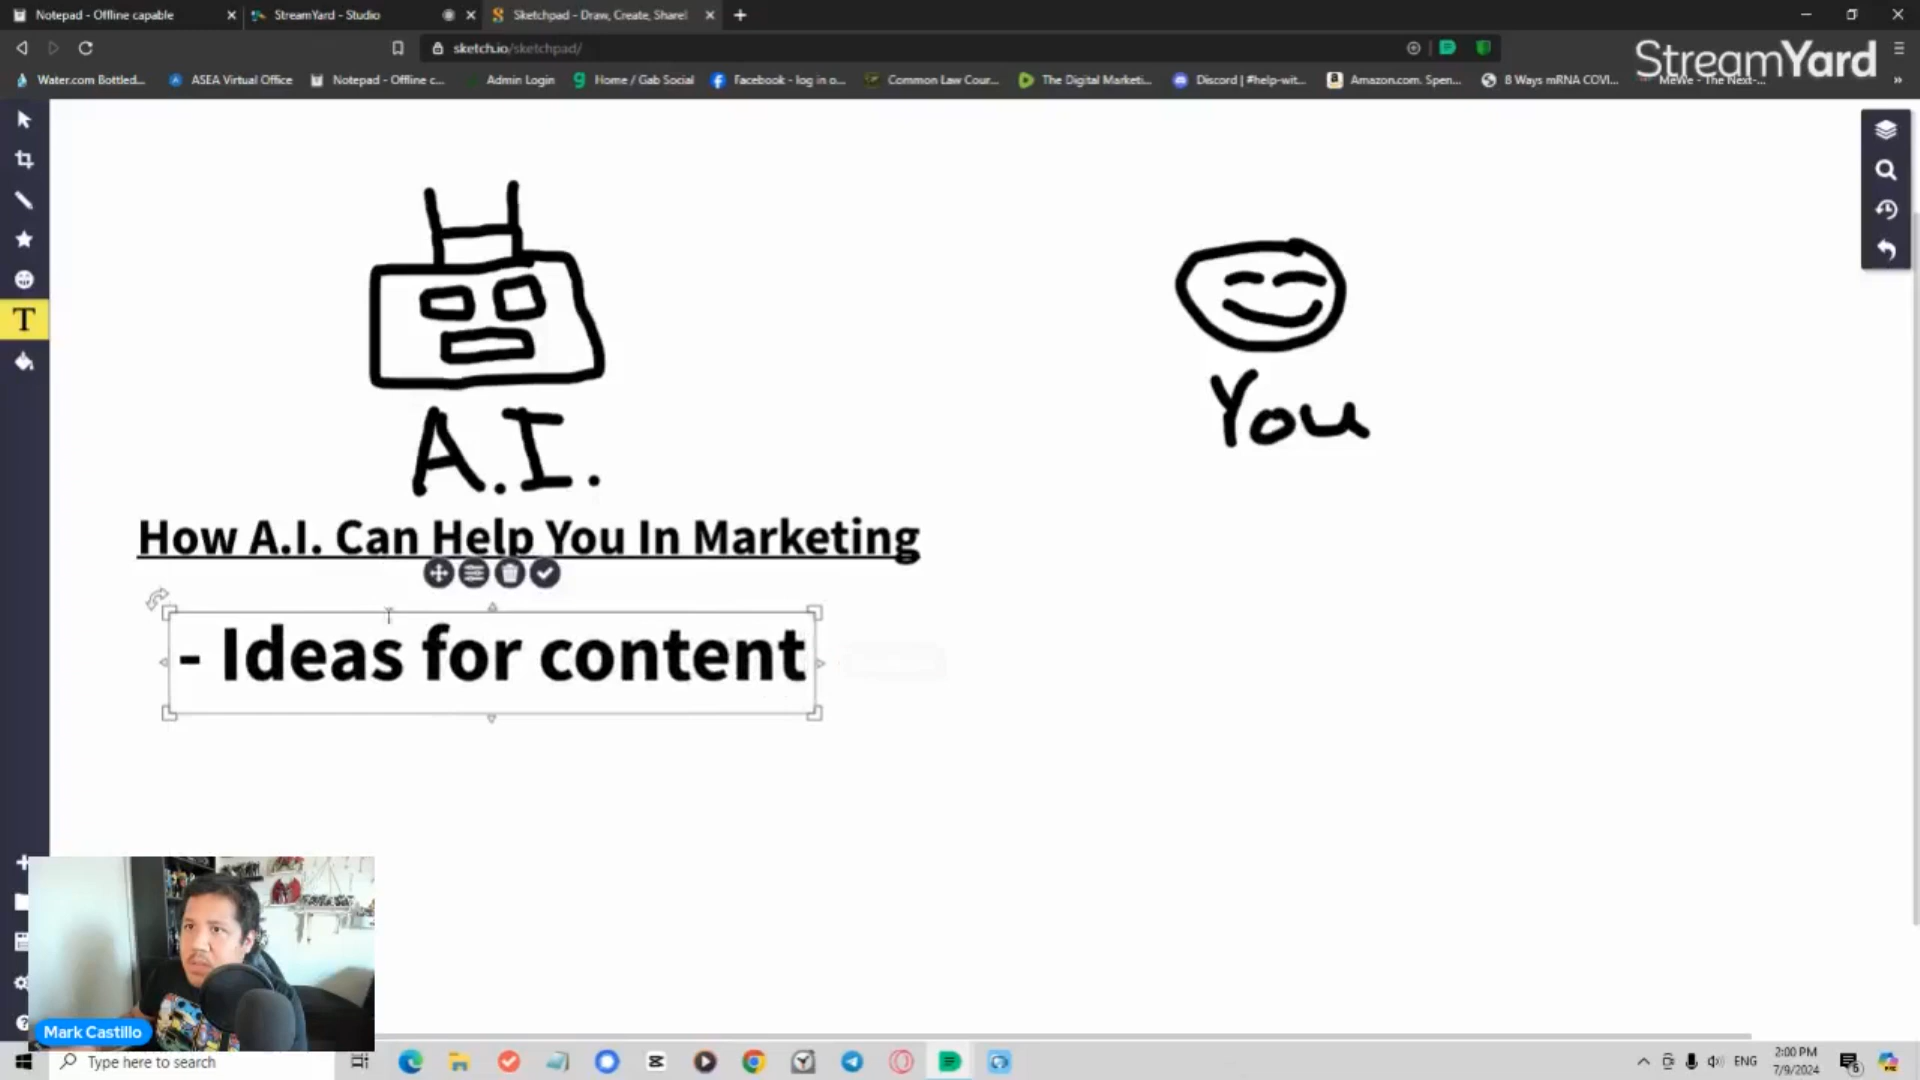 Notepad - Offline capable
StreamYard - Studio
Sketchpad - Draw, Create, Share!
sketch.io/sketchpad/
StreamYard
Water.com Bottled...
ASEA Virtual Office
Notepad - Offline c...
Admin Login
Home / Gab Social
Facebook - log in o...
Common Law Cour...
The Digital Marketi...
Discord | #help-wit...
Amazon.com. Spen...
8 Ways mRNA COVI...
MeWe - The Next-...
T
A.I.
You
How A.I. Can Help You In Marketing
- Ideas for content
Mark Castillo
Type here to search
ENG
2:00 PM
7/9/2024